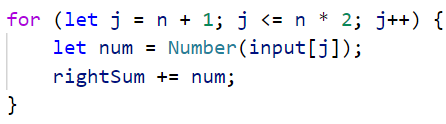 for (let j = n + 1; j <= n * 2; j++) {
    let num = Number(input[j]);
    rightSum += num;
}